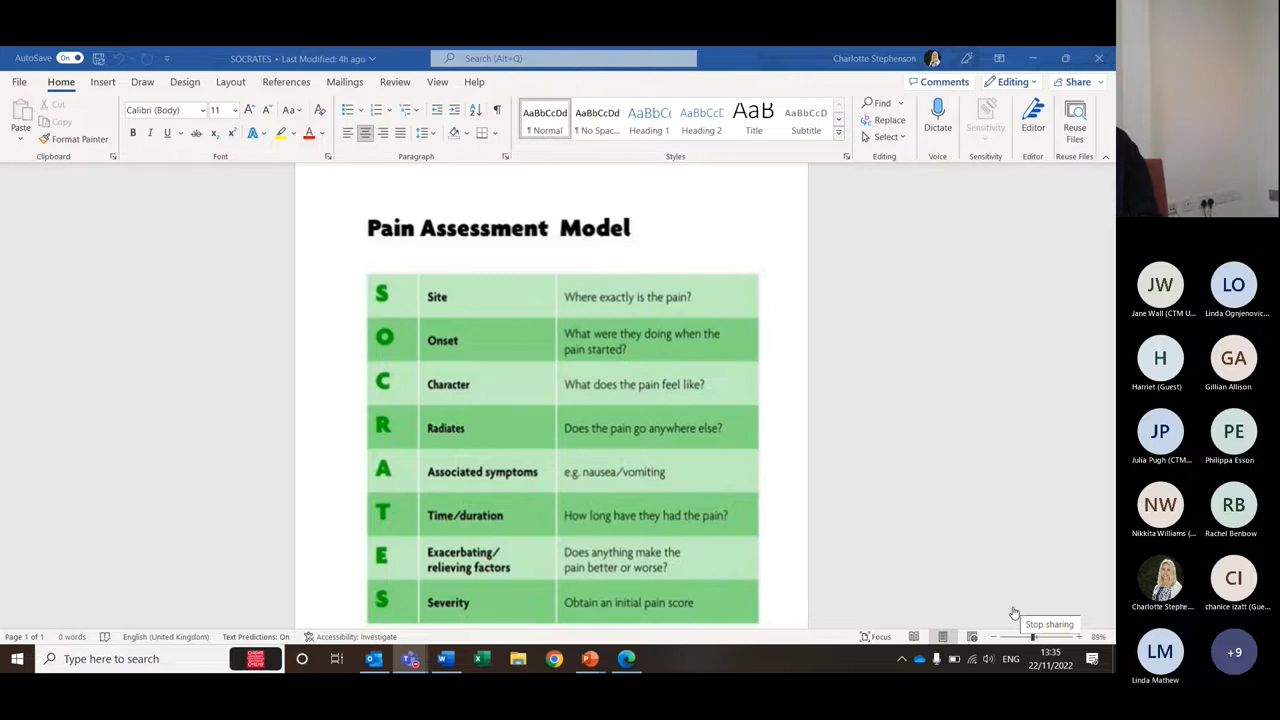 AutoSave On SOCRATES • Last Modified: 4h ago Search (Alt+Q) Charlotte Stephenson
File Home Insert Draw Design Layout References Mailings Review View Help Comments Editing Share
Paste Cut Copy Format Painter
Calibri (Body) 11
AaBbCcDd AaBbCcDd AaBbCc AaBbCcC AaB AaBbCcD
Normal No Spac... Heading 1 Heading 2 Title Subtitle
Find Replace Select
Dictate Sensitivity Editor Reuse Files
Clipboard Font Paragraph Styles Editing Voice Sensitivity Editor Reuse Files
Pain Assessment Model
S Site Where exactly is the pain?
O Onset What were they doing when the
pain started?
C Character What does the pain feel like?
R Radiates Does the pain go anywhere else?
A Associated symptoms e.g. nausea/vomiting
T Time/duration How long have they had the pain?
E Exacerbating/ Does anything make the
relieving factors pain better or worse?
S Severity Obtain an initial pain score
Stop sharing
Page 1 of 1 0 words English (United Kingdom) Text Predictions: On Accessibility: Investigate Focus 89%
Type here to search ENG 13:35
22/11/2022
JW LO
Jane Wall (CTM U... Linda Ognjenovic...
H GA
Harriet (Guest) Gillian Allison
JP PE
Julia Pugh (CTM... Philippa Esson
NW RB
Nikkita Williams (... Rachel Benbow
CI
Charlotte Stephe... chanice izatt (Gue...
LM +9
Linda Mathew